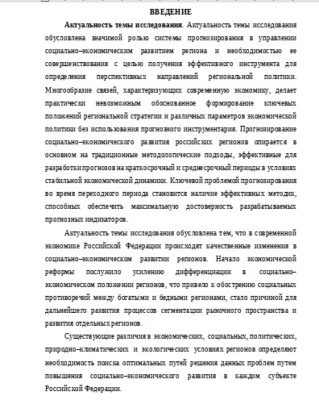 ВВЕДЕНИЕ
Актуальность темы исследования. Актуальность темы исследования
обусловлена значимой ролью системы прогнозирования в управлении
социально–экономическим развитием региона и необходимостью ее
совершенствования с целью получения эффективного инструмента для
определения перспективных направлений региональной политики.
Многообразие связей, характеризующих современную экономику, делает
практически невозможным обоснованное формирование ключевых
положений региональной стратегии и различных параметров экономической
политики без использования прогнозного инструментария. Прогнозирование
социально–экономического развития российских регионов опирается в
основном на традиционные методологические подходы, эффективные для
разработки прогнозов на краткосрочный и среднесрочный периоды в условиях
стабильной экономической динамики. Ключевой проблемой прогнозирования
во время переходного периода становится наличие эффективных методик,
способных обеспечить максимальную достоверность разрабатываемых
прогнозных индикаторов.
Актуальность темы исследования обусловлена тем, что в современной
экономике Российской Федерации происходят качественные изменения в
социально–экономическом развитии регионов. Начало экономической
реформы послужило усилению дифференциации в социально–
экономическом положении регионов, что привело к обострению социальных
противоречий между богатыми и бедными регионами, стало причиной для
дальнейшего развития процессов сегментации рыночного пространства и
развития отдельных регионов.
Существующие различия в экономических, социальных, политических,
природно–климатических и экологических условиях регионов определяют
необходимость поиска оптимальных путей решения данных проблем путем
повышения социально–экономического развития в каждом субъекте
Российской Федерации.